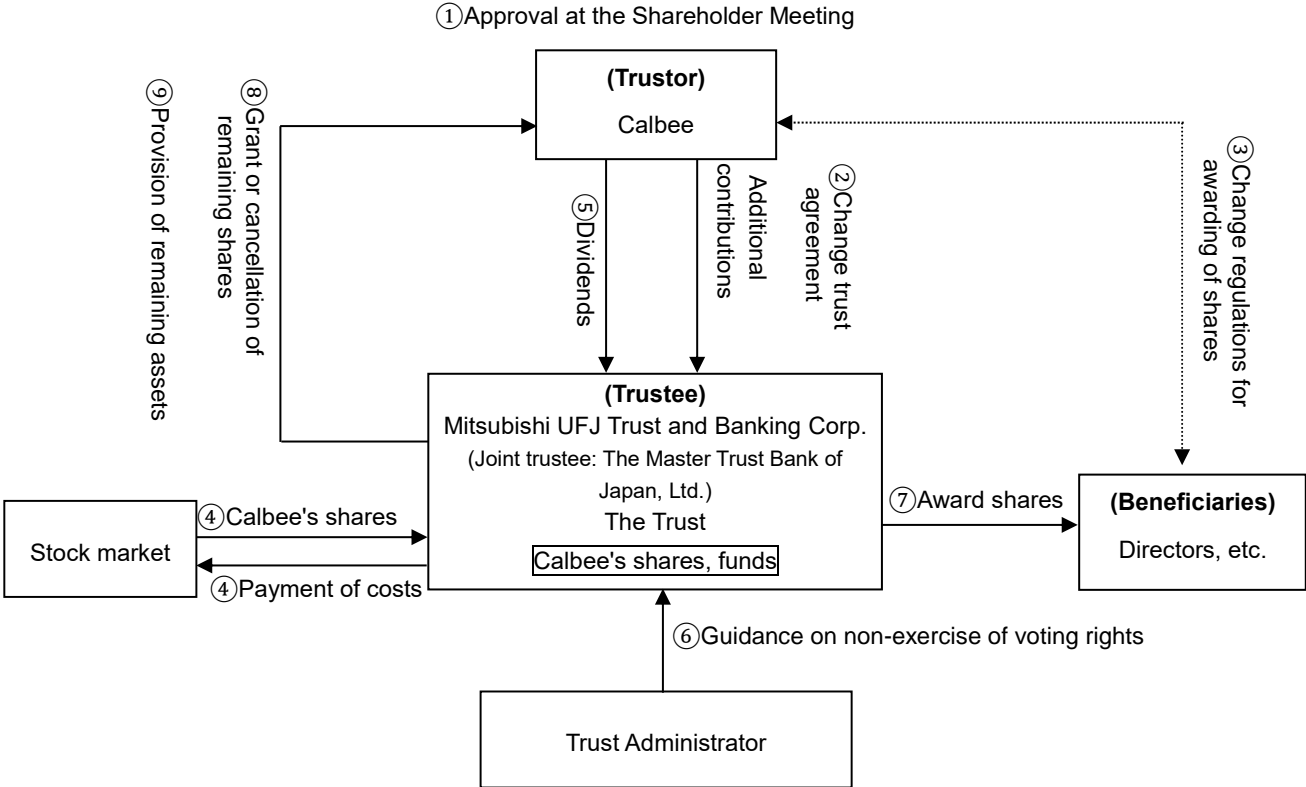 ①Approval at the Shareholder Meeting
(Trustor)
Calbee
⑨Provision of remaining assets
⑧Grant or cancellation of
remaining shares
⑤Dividends
Additional
contributions
②Change trust
agreement
③Change regulations for
awarding of shares
(Trustee)
Mitsubishi UFJ Trust and Banking Corp.
(Joint trustee: The Master Trust Bank of
Japan, Ltd.)
The Trust
Calbee's shares, funds
Stock market
④Calbee's shares
④Payment of costs
⑦Award shares
(Beneficiaries)
Directors, etc.
⑥Guidance on non-exercise of voting rights
Trust Administrator